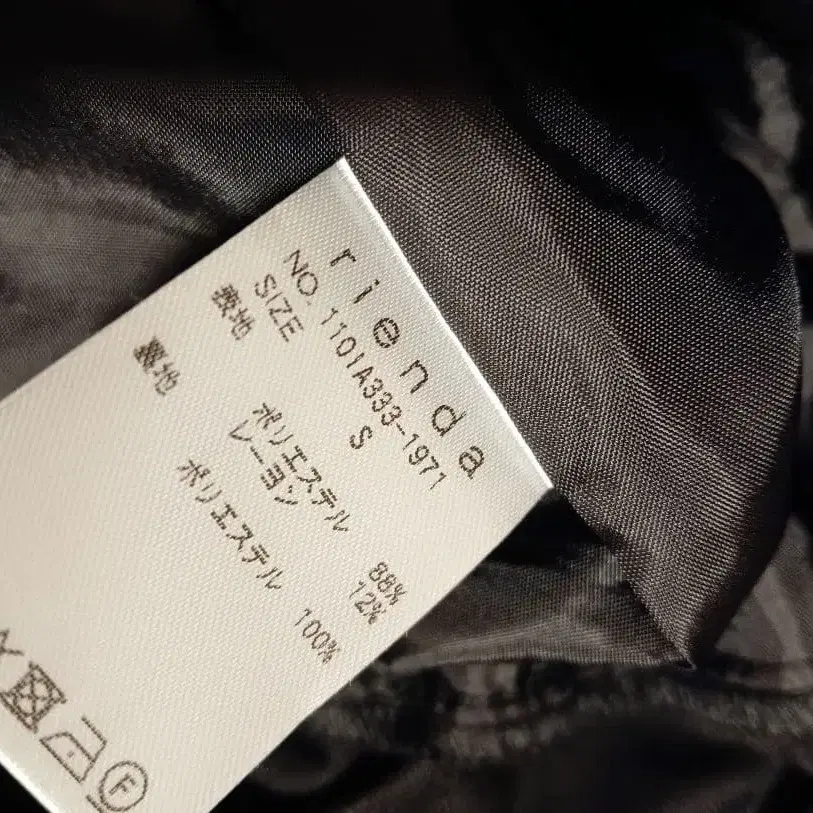 rienda
NO. 1101A333-1971
SIZE S
表地 ポリエステル 88%
レーヨン 12%
裏地 ポリエステル 100%
F